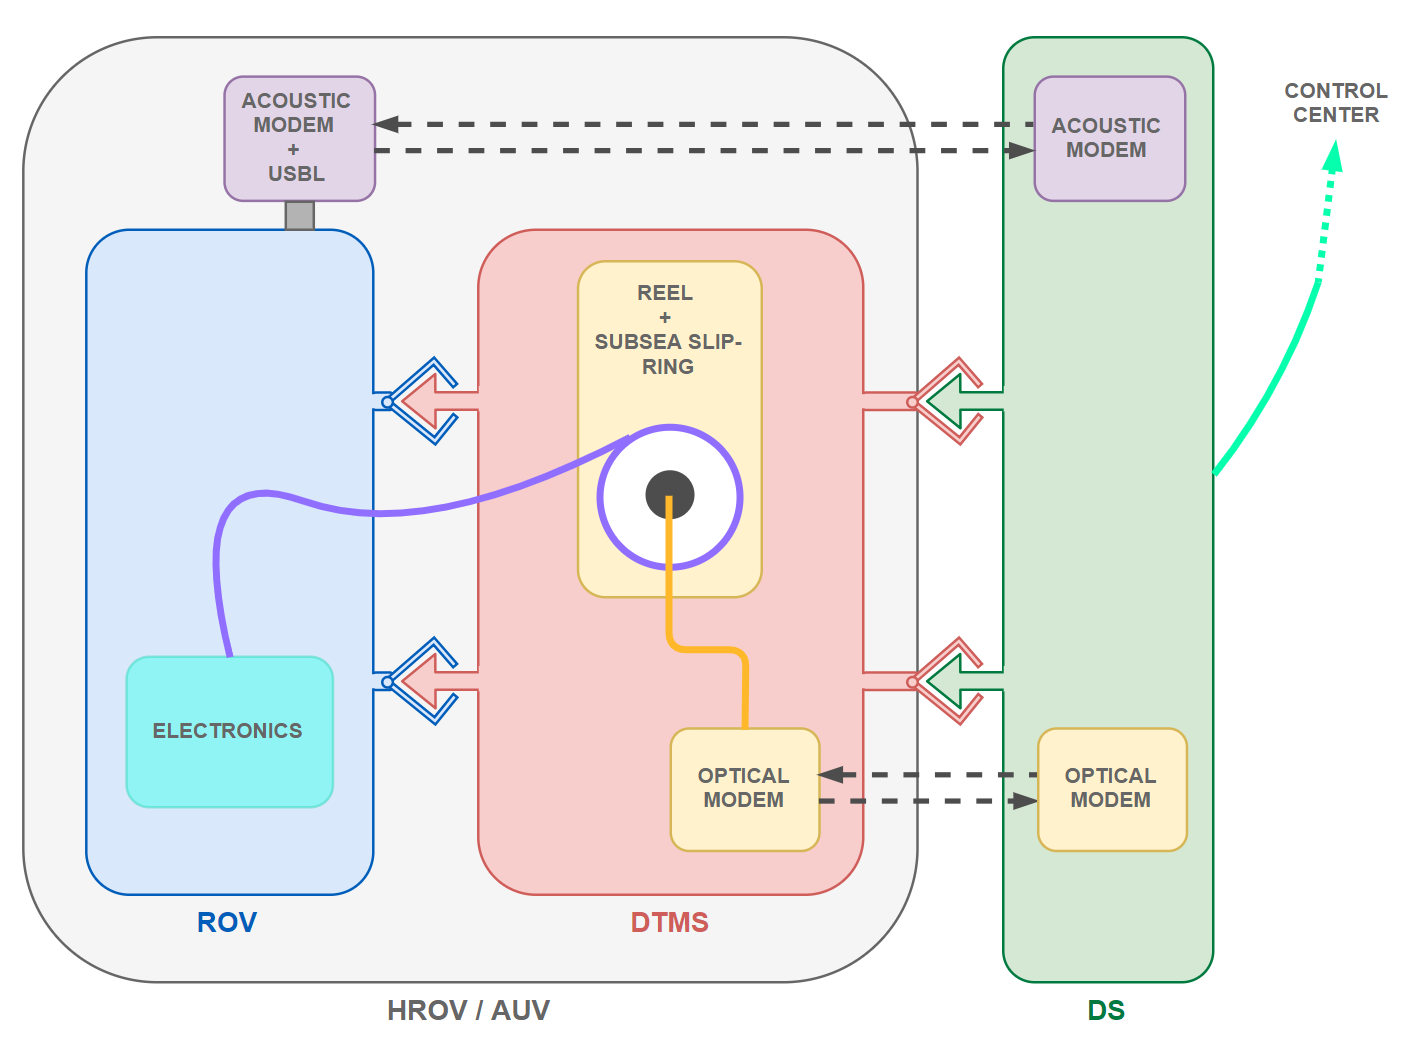 ACOUSTIC
MODEM
+
USBL
ACOUSTIC
MODEM
CONTROL
CENTER
REEL
+
SUBSEA SLIP-
RING
ELECTRONICS
OPTICAL
MODEM
OPTICAL
MODEM
ROV
DTMS
HROV / AUV
DS